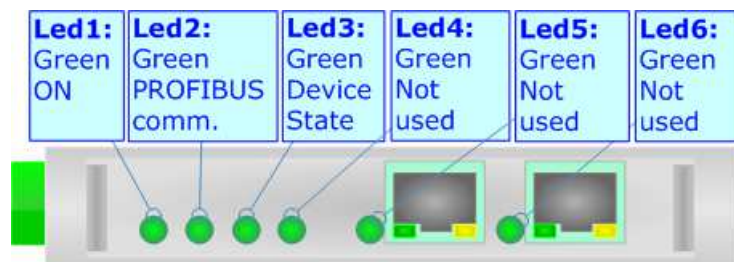 Led1:
Green
ON
Led2:
Green
PROFIBUS
comm.
Led3:
Green
Device
State
Led4:
Green
Not
used
Led5:
Green
Not
used
Led6:
Green
Not
used